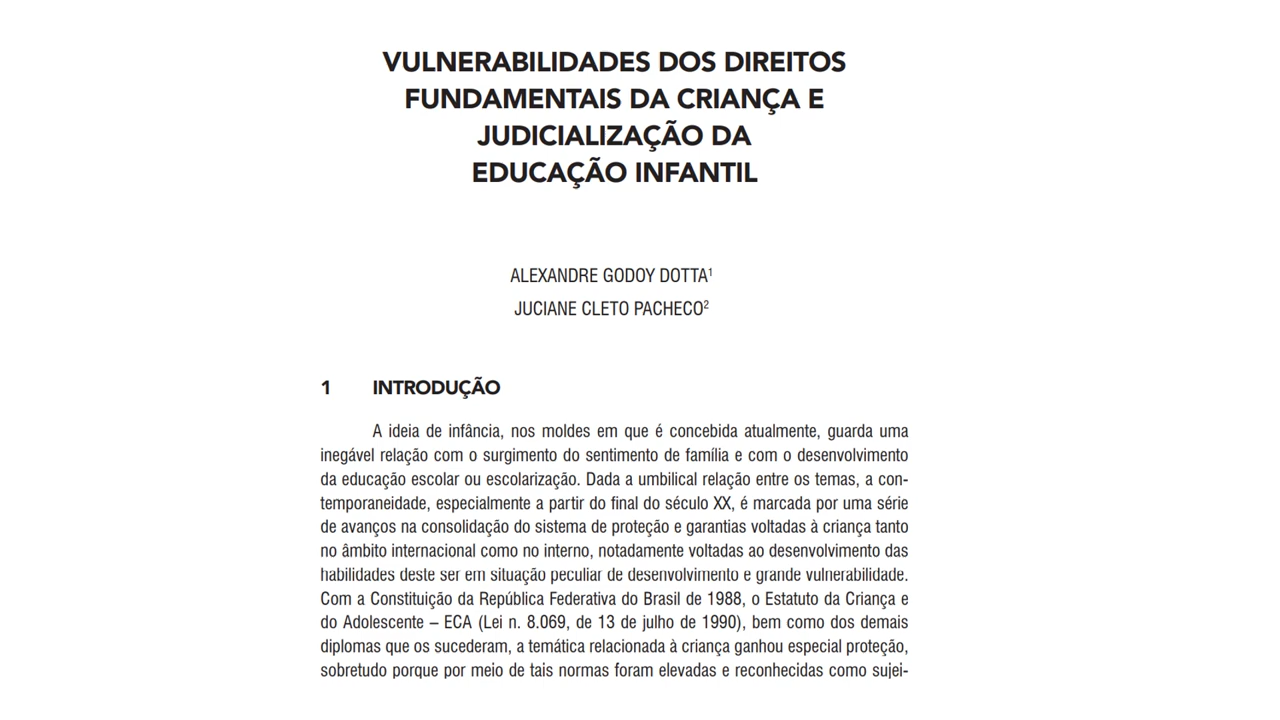 VULNERABILIDADES DOS DIREITOS
FUNDAMENTAIS DA CRIANÇA E
JUDICIALIZAÇÃO DA
EDUCAÇÃO INFANTIL
ALEXANDRE GODOY DOTTA¹
JUCIANE CLETO PACHECO²
1 INTRODUÇÃO
A ideia de infância, nos moldes em que é concebida atualmente, guarda uma
inegável relação com o surgimento do sentimento de família e com o desenvolvimento
da educação escolar ou escolarização. Dada a umbilical relação entre os temas, a con-
temporaneidade, especialmente a partir do final do século XX, é marcada por uma série
de avanços na consolidação do sistema de proteção e garantias voltadas à criança tanto
no âmbito internacional como no interno, notadamente voltadas ao desenvolvimento das
habilidades deste ser em situação peculiar de desenvolvimento e grande vulnerabilidade.
Com a Constituição da República Federativa do Brasil de 1988, o Estatuto da Criança e
do Adolescente – ECA (Lei n. 8.069, de 13 de julho de 1990), bem como dos demais
diplomas que os sucederam, a temática relacionada à criança ganhou especial proteção,
sobretudo porque por meio de tais normas foram elevadas e reconhecidas como sujei-